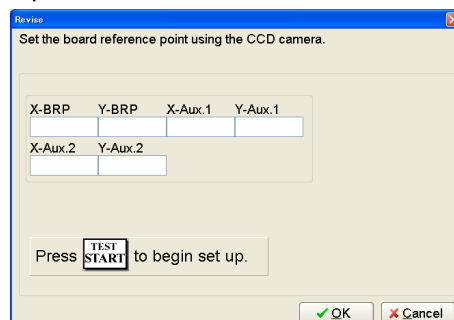 Revise
Set the board reference point using the CCD camera.
X-BRP Y-BRP X-Aux.1 Y-Aux.1
X-Aux.2 Y-Aux.2
Press TEST START to begin set up.
OK Cancel